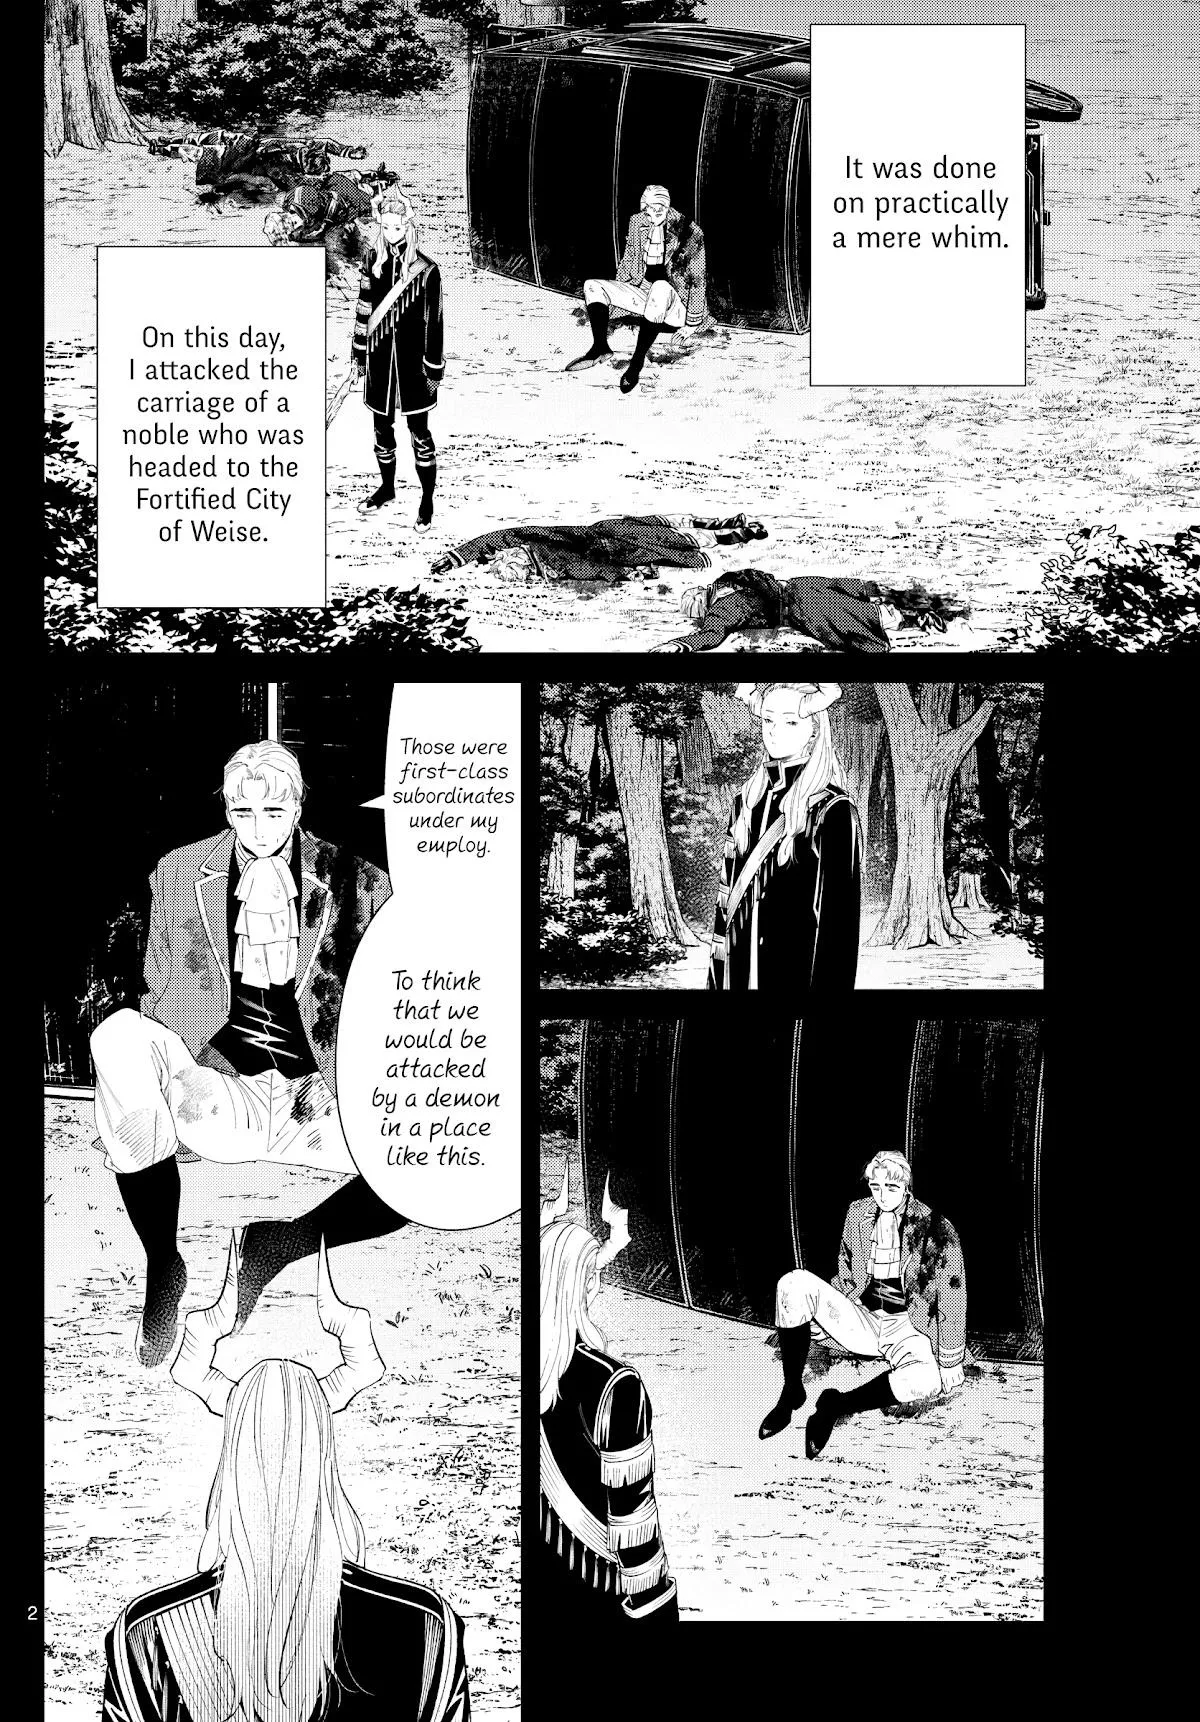 It was done
on practically
a mere whim.
On this day,
I attacked the
carriage of a
noble who was
headed to the
Fortified City
of Weise.
Those were
first-class
subordinates
under my
employ.
To think
that we
would be
attacked
by a demon
in a place
like this.
2